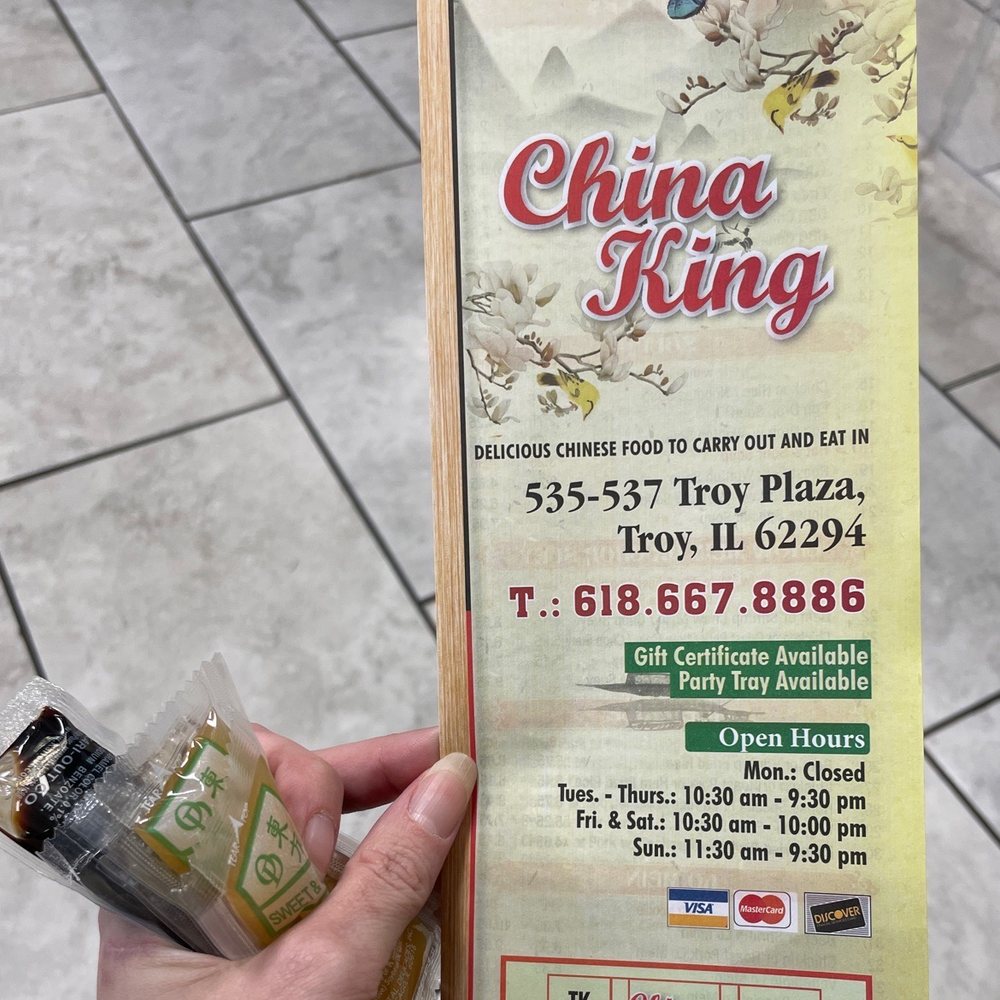 China
King
DELICIOUS CHINESE FOOD TO CARRY OUT AND EAT IN
535-537 Troy Plaza,
Troy, IL 62294
T.: 618.667.8886
Gift Certificate Available
Party Tray Available
Open Hours
Mon.: Closed
Tues. - Thurs.: 10:30 am - 9:30 pm
Fri. & Sat.: 10:30 am - 10:00 pm
Sun.: 11:30 am - 9:30 pm
VISA
MasterCard
DISCOVER
SWEET &
TEAR